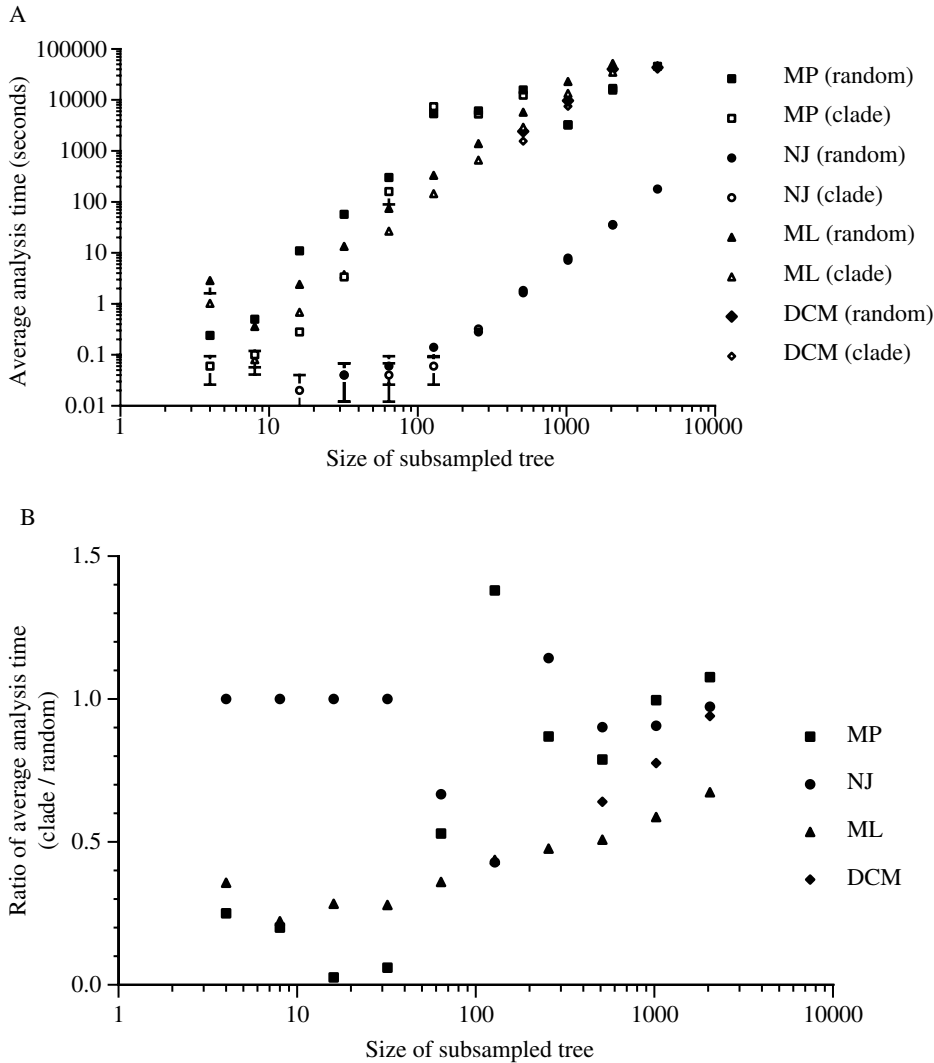 A
Average analysis time (seconds)
100000
10000
1000
100
10
1
0.1
0.01
1
10
100
1000
10000
Size of subsampled tree
MP (random)
MP (clade)
NJ (random)
NJ (clade)
ML (random)
ML (clade)
DCM (random)
DCM (clade)
B
Ratio of average analysis time
(clade / random)
1.5
1.0
0.5
0.0
1
10
100
1000
10000
Size of subsampled tree
MP
NJ
ML
DCM